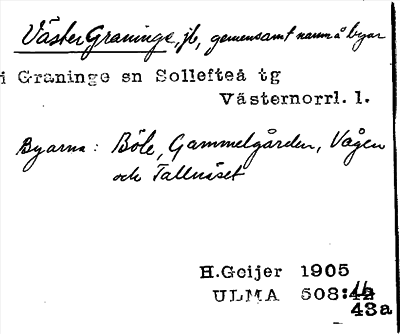 Väster Graninge, jb, gemensamt namn å byar
i Graninge sn Sollefteå tg
Västernorrl. l.
Byarna: Böle, Gammelgården, Vågen
och Tallnäset
H.Geijer 1905
ULMA 508:
43a